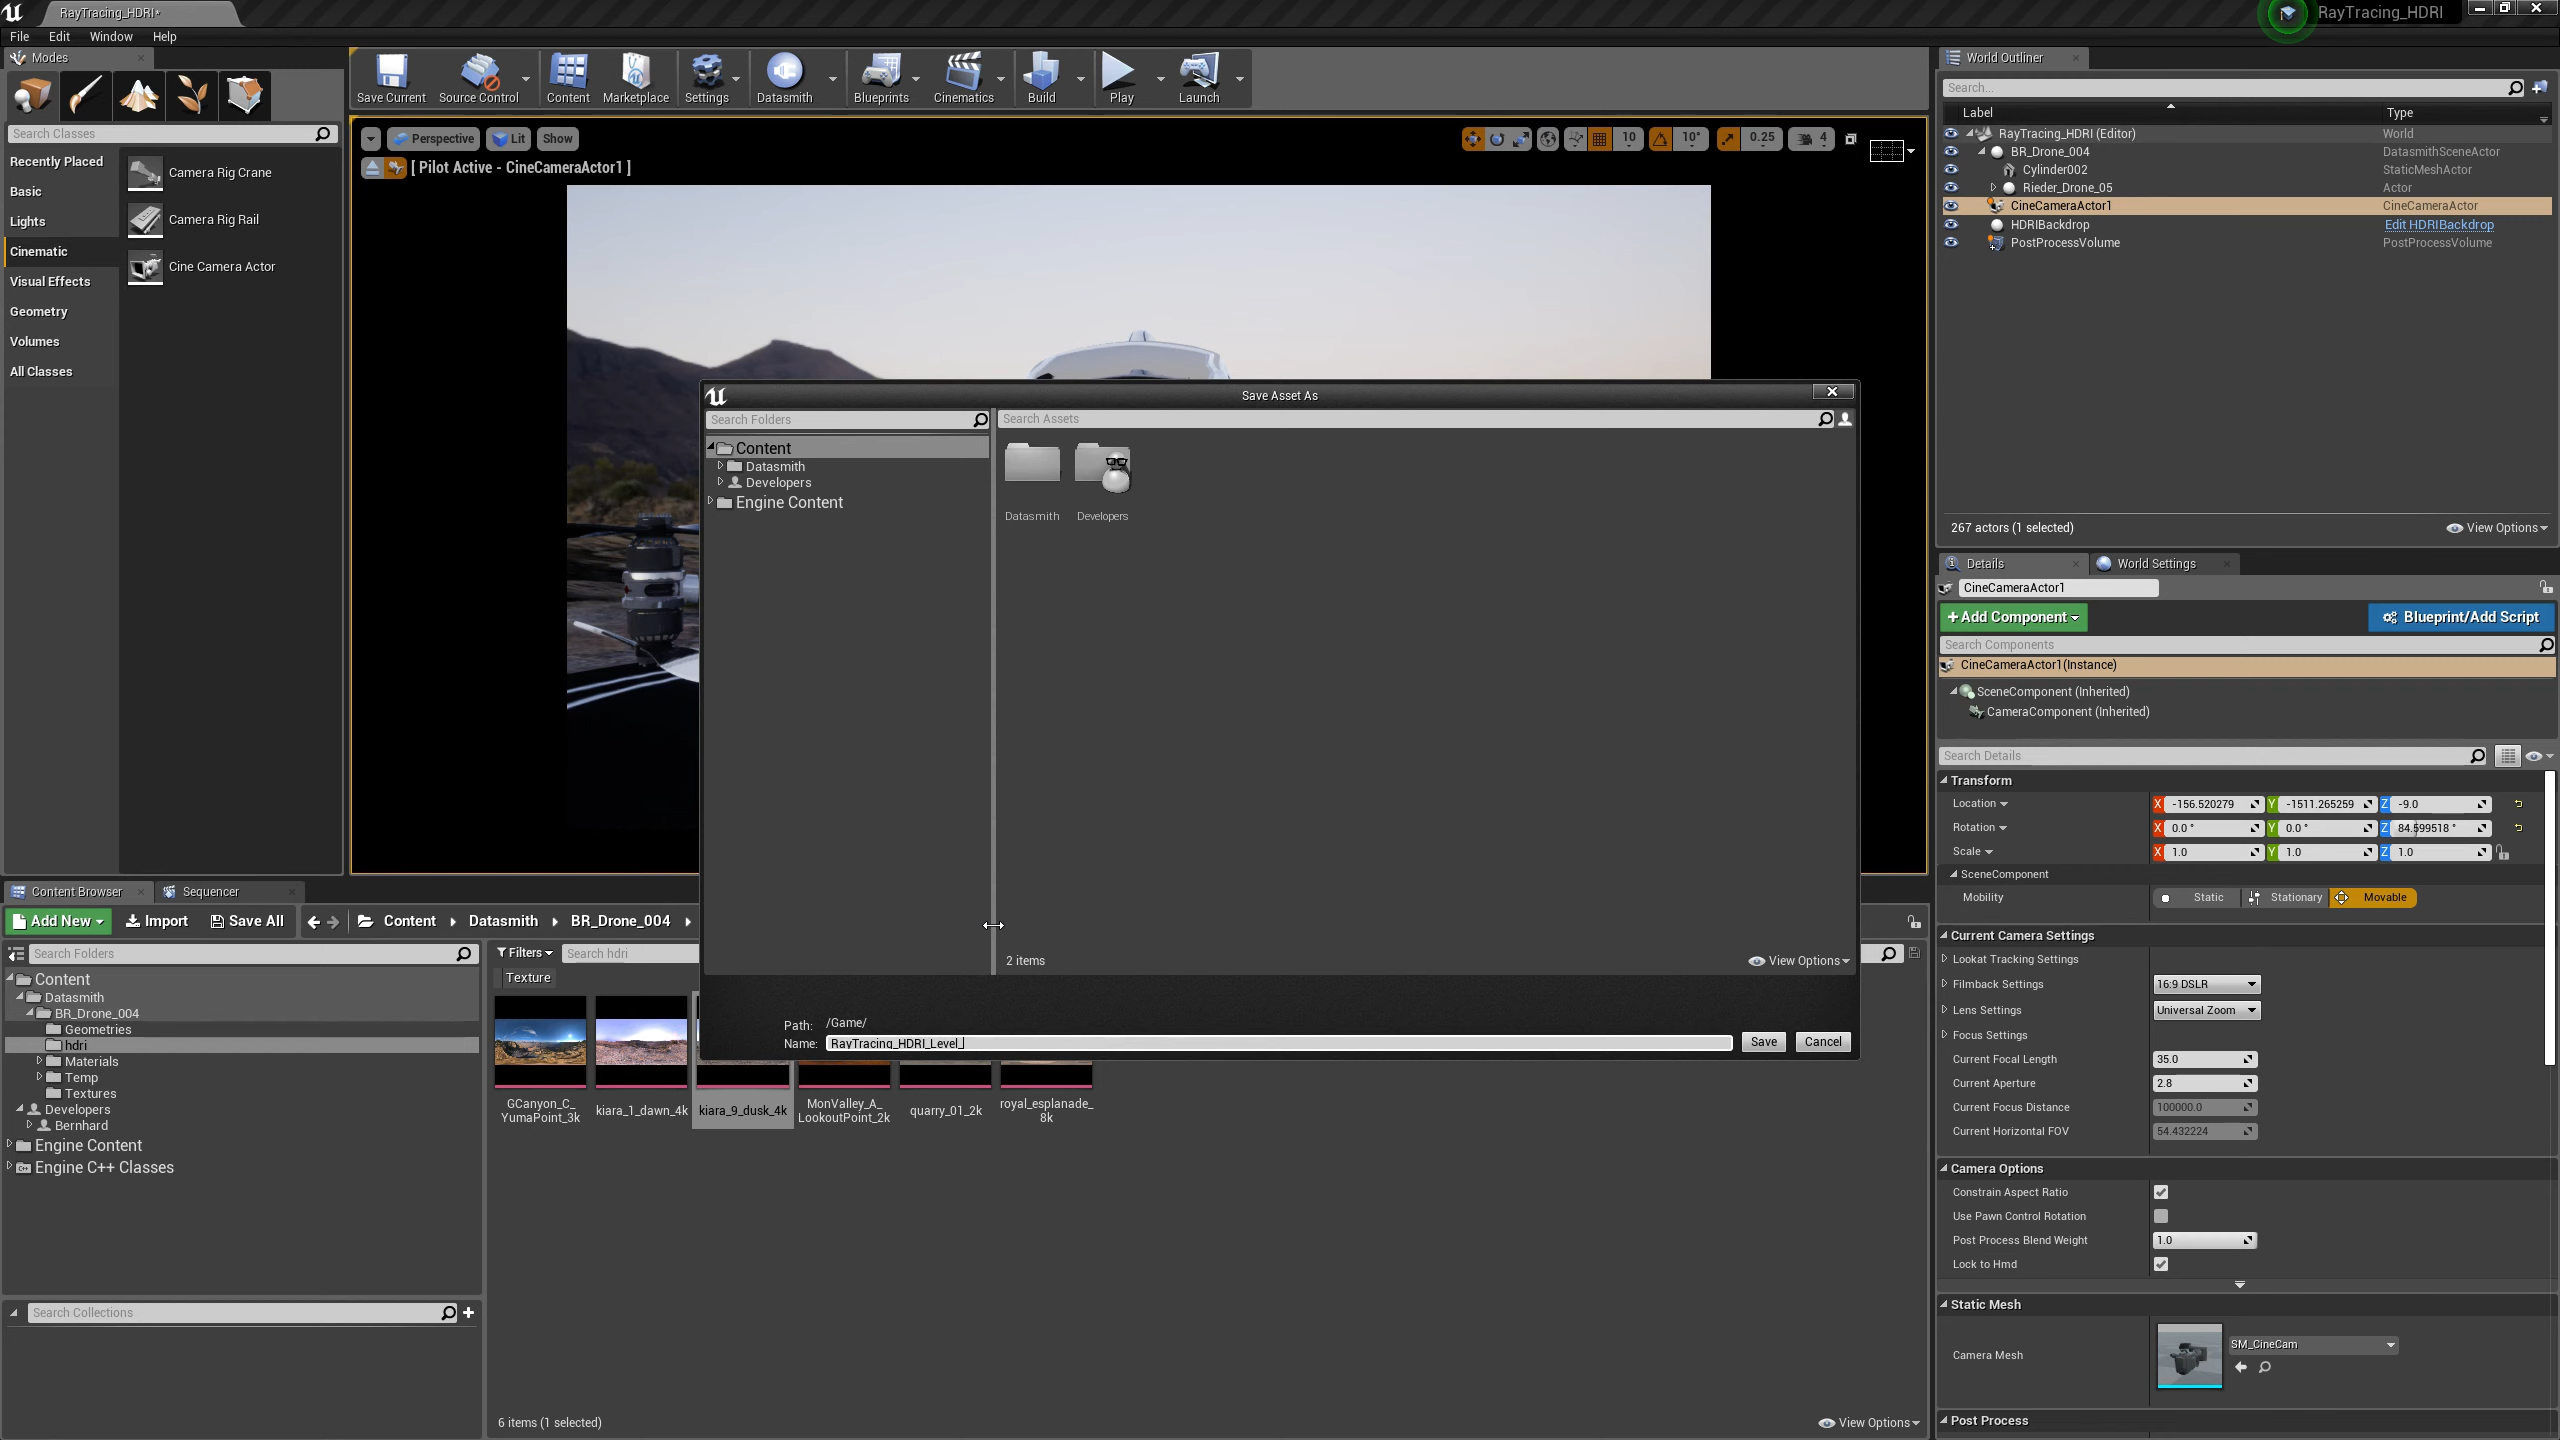 RayTracing_HDRI*
RayTracing_HDRI
File Edit Window Help
Modes
Search Classes
Recently Placed
Basic
Lights
Cinematic
Visual Effects
Geometry
Volumes
All Classes
Camera Rig Crane
Camera Rig Rail
Cine Camera Actor
Save Current Source Control Content Marketplace Settings Datasmith Blueprints Cinematics Build Play Launch
Perspective Lit Show
10 10° 0.25 4
[ Pilot Active - CineCameraActor1 ]
Save Asset As
Search Folders
Search Assets
Content
Datasmith
Developers
Engine Content
Datasmith Developers
2 items
View Options
Path: /Game/
Name: RayTracing_HDRI_Level_
Save Cancel
World Outliner
Search...
Label Type
RayTracing_HDRI (Editor) World
BR_Drone_004 DatasmithSceneActor
Cylinder002 StaticMeshActor
Rieder_Drone_05 Actor
CineCameraActor1 CineCameraActor
HDRIBackdrop Edit HDRIBackdrop
PostProcessVolume PostProcessVolume
267 actors (1 selected)
View Options
Details World Settings
CineCameraActor1
+Add Component Blueprint/Add Script
Search Components
CineCameraActor1(Instance)
SceneComponent (Inherited)
CameraComponent (Inherited)
Search Details
Transform
Location X -156.520279 Y -1511.265259 Z -9.0
Rotation X 0.0 ° Y 0.0 ° Z 84.599518 °
Scale X 1.0 Y 1.0 Z 1.0
SceneComponent
Mobility Static Stationary Movable
Current Camera Settings
Lookat Tracking Settings
Filmback Settings 16:9 DSLR
Lens Settings Universal Zoom
Focus Settings
Current Focal Length 35.0
Current Aperture 2.8
Current Focus Distance 100000.0
Current Horizontal FOV 54.432224
Camera Options
Constrain Aspect Ratio
Use Pawn Control Rotation
Post Process Blend Weight 1.0
Lock to Hmd
Static Mesh
Camera Mesh SM_CineCam
Post Process
Content Browser Sequencer
Add New Import Save All Content Datasmith BR_Drone_004
Search Folders
Content
Datasmith
BR_Drone_004
Geometries
hdri
Materials
Temp
Textures
Developers
Bernhard
Engine Content
Engine C++ Classes
Search Collections
Filters Search hdri
Texture
GCanyon_C_
YumaPoint_3k
kiara_1_dawn_4k
kiara_9_dusk_4k
MonValley_A_
LookoutPoint_2k
quarry_01_2k
royal_esplanade_
8k
6 items (1 selected)
View Options